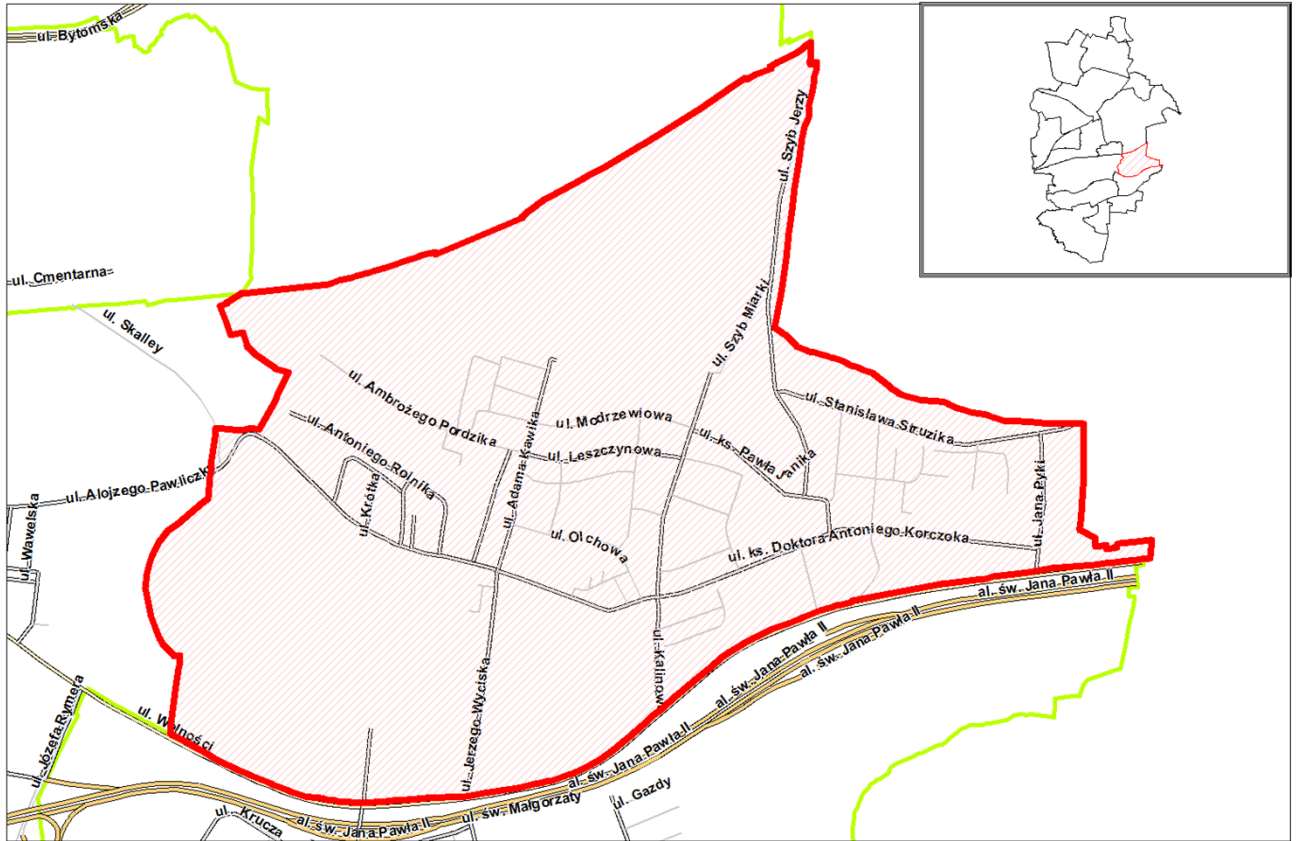 ul. Bytomska
ul. Szyb Jerzy
ul. Cmentarna
ul. Skalley
ul. Szyb Miarki
ul. Ambrożego Pordzika
ul. Modrzewiowa
ul. Stanisława Struzika
ul. Antoniego Rolnika
ul. Adama Kawika
ul. Leszczynowa
ul. ks. Pawła Janika
ul. Alojzego Pawliczk
ul. Krótka
ul. Jana Pyki
ul. Wawelska
ul. Olchowa
ul. ks. Doktora Antoniego Korczoka
al. św. Jana Pawła II
al. św. Jana Pawła II
al. św. Jana Pawła II
ul. Kalinow
al. św. Jana Pawła II
ul. Józefa Rymera
ul. Wolności
ul. Jerzego Wyciska
al. św. Jana Pawła II
ul. Krucza
al. św. Jana Pawła II
ul. św. Małgorzaty
ul. Gazdy